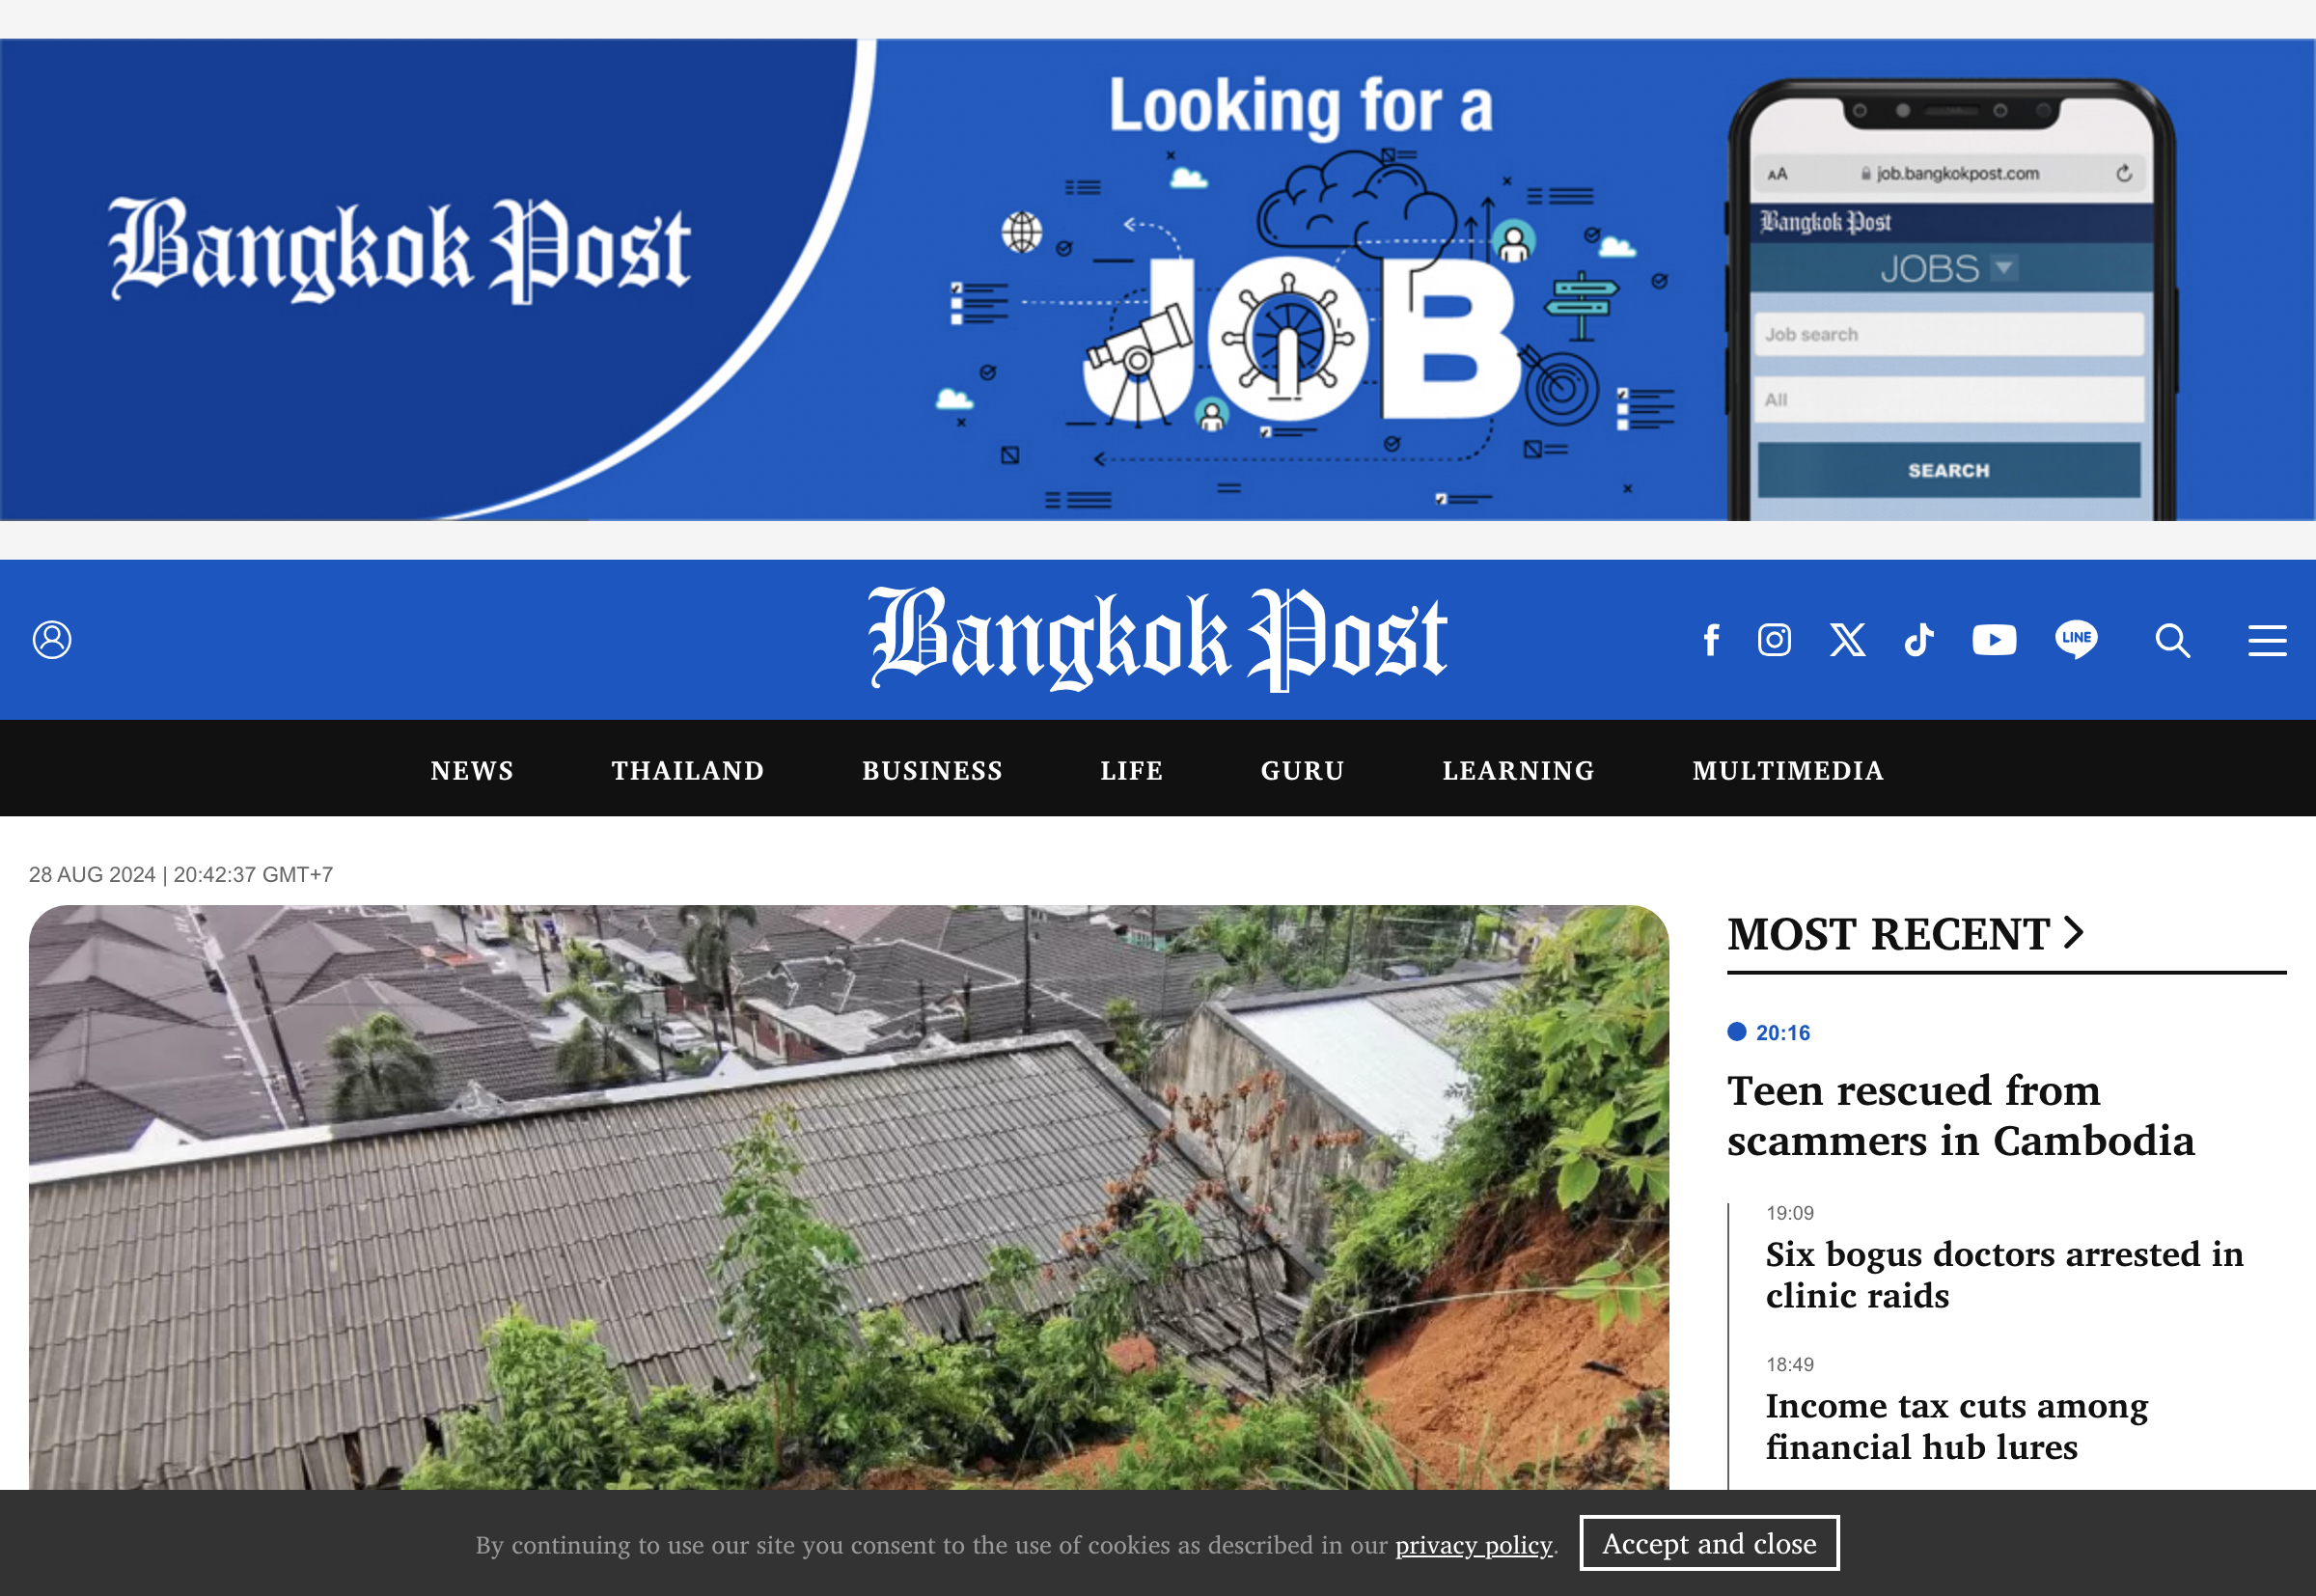 Bangkok Post
Looking for a
JOB
AA job.bangkokpost.com
Bangkok Post
JOBS
Job search
All
SEARCH
Bangkok Post
LINE
NEWS THAILAND BUSINESS LIFE GURU LEARNING MULTIMEDIA
28 AUG 2024 | 20:42:37 GMT+7
MOST RECENT
20:16
Teen rescued from
scammers in Cambodia
19:09
Six bogus doctors arrested in
clinic raids
18:49
Income tax cuts among
financial hub lures
By continuing to use our site you consent to the use of cookies as described in our privacy policy. Accept and close